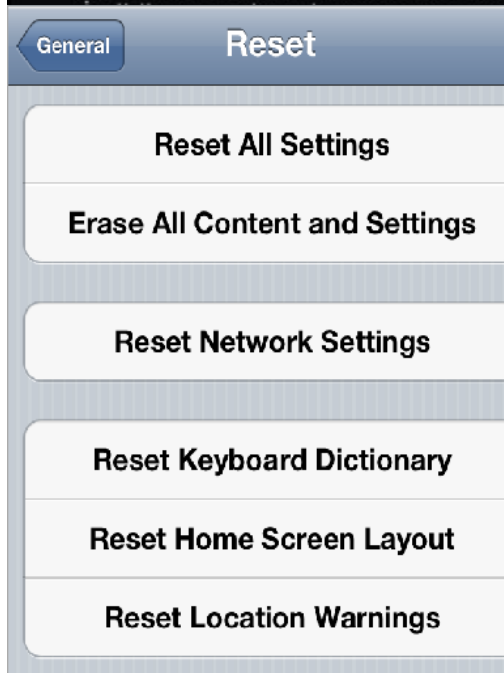 General
Reset
Reset All Settings
Erase All Content and Settings
Reset Network Settings
Reset Keyboard Dictionary
Reset Home Screen Layout
Reset Location Warnings